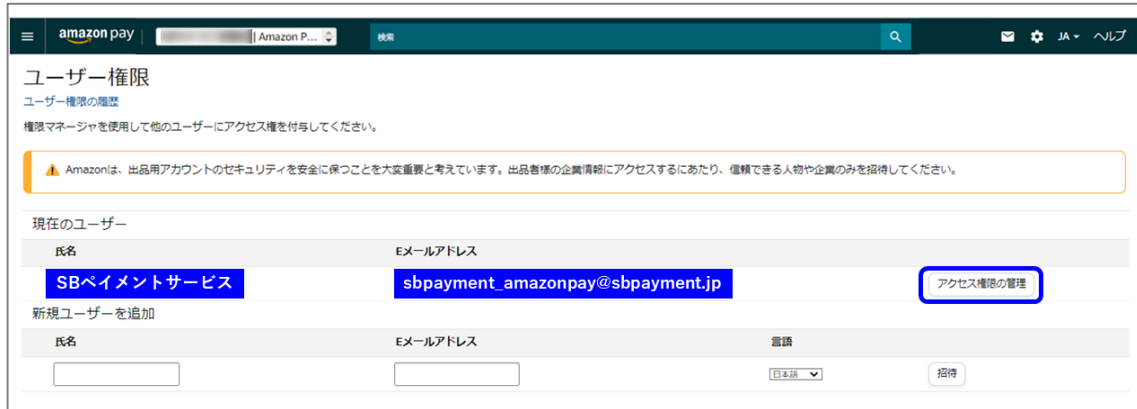 amazon pay | Amazon P... 検索 JA ヘルプ
ユーザー権限
ユーザー権限の履歴
権限マネージャを使用して他のユーザーにアクセス権を付与してください。
Amazonは、出品用アカウントのセキュリティを安全に保つことを大変重要と考えています。出品者様の企業情報にアクセスするにあたり、信頼できる人物や企業のみを招待してください。
現在のユーザー
氏名 Eメールアドレス
SBペイメントサービス sbpayment_amazonpay@sbpayment.jp アクセス権限の管理
新規ユーザーを追加
氏名 Eメールアドレス 言語
日本語 招待